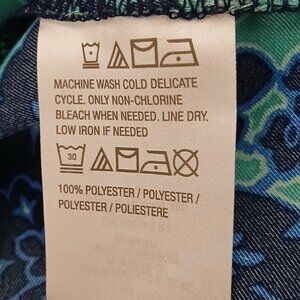 MACHINE WASH COLD DELICATE
CYCLE. ONLY NON-CHLORINE
BLEACH WHEN NEEDED. LINE DRY.
LOW IRON IF NEEDED
30
100% POLYESTER / POLYESTER /
POLYESTER / POLIESTERE